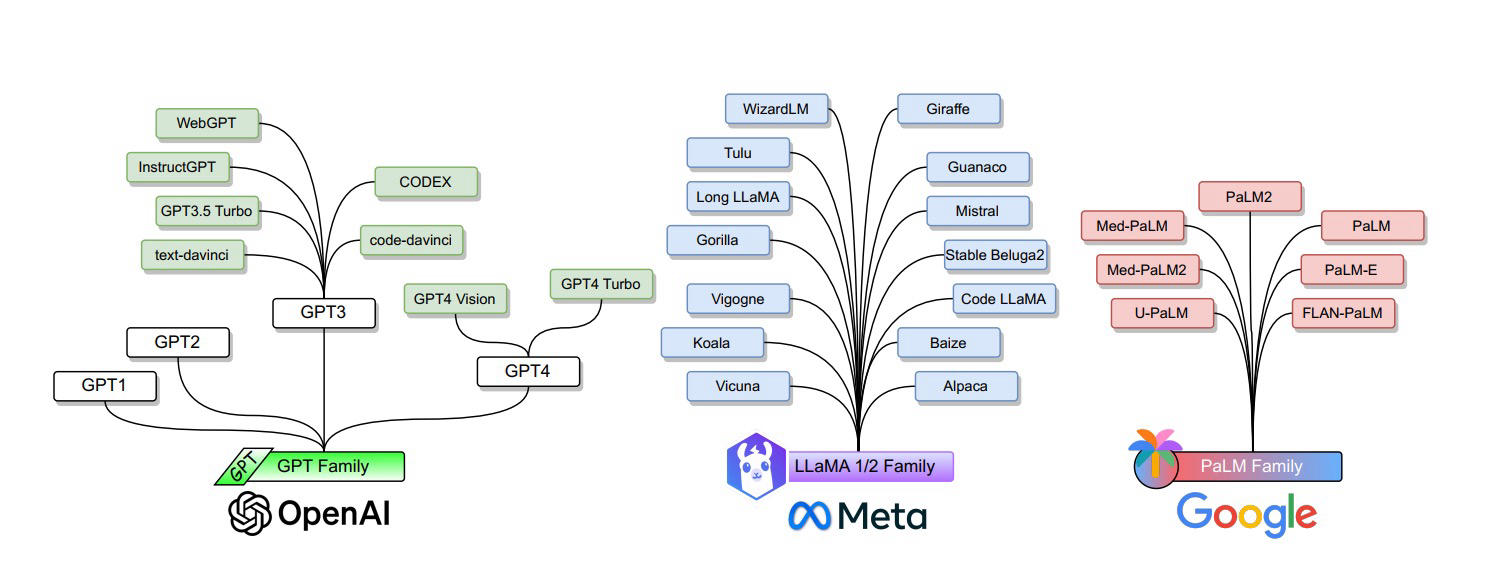 WebGPT
InstructGPT
CODEX
GPT3.5 Turbo
code-davinci
text-davinci
GPT4 Vision
GPT4 Turbo
GPT3
GPT2
GPT4
GPT1
GPT
GPT Family
OpenAI
WizardLM
Giraffe
Tulu
Guanaco
Long LLaMA
Mistral
Gorilla
Stable Beluga2
Vigogne
Code LLaMA
Koala
Baize
Vicuna
Alpaca
LLaMA 1/2 Family
Meta
PaLM2
Med-PaLM
PaLM
Med-PaLM2
PaLM-E
U-PaLM
FLAN-PaLM
PaLM Family
Google